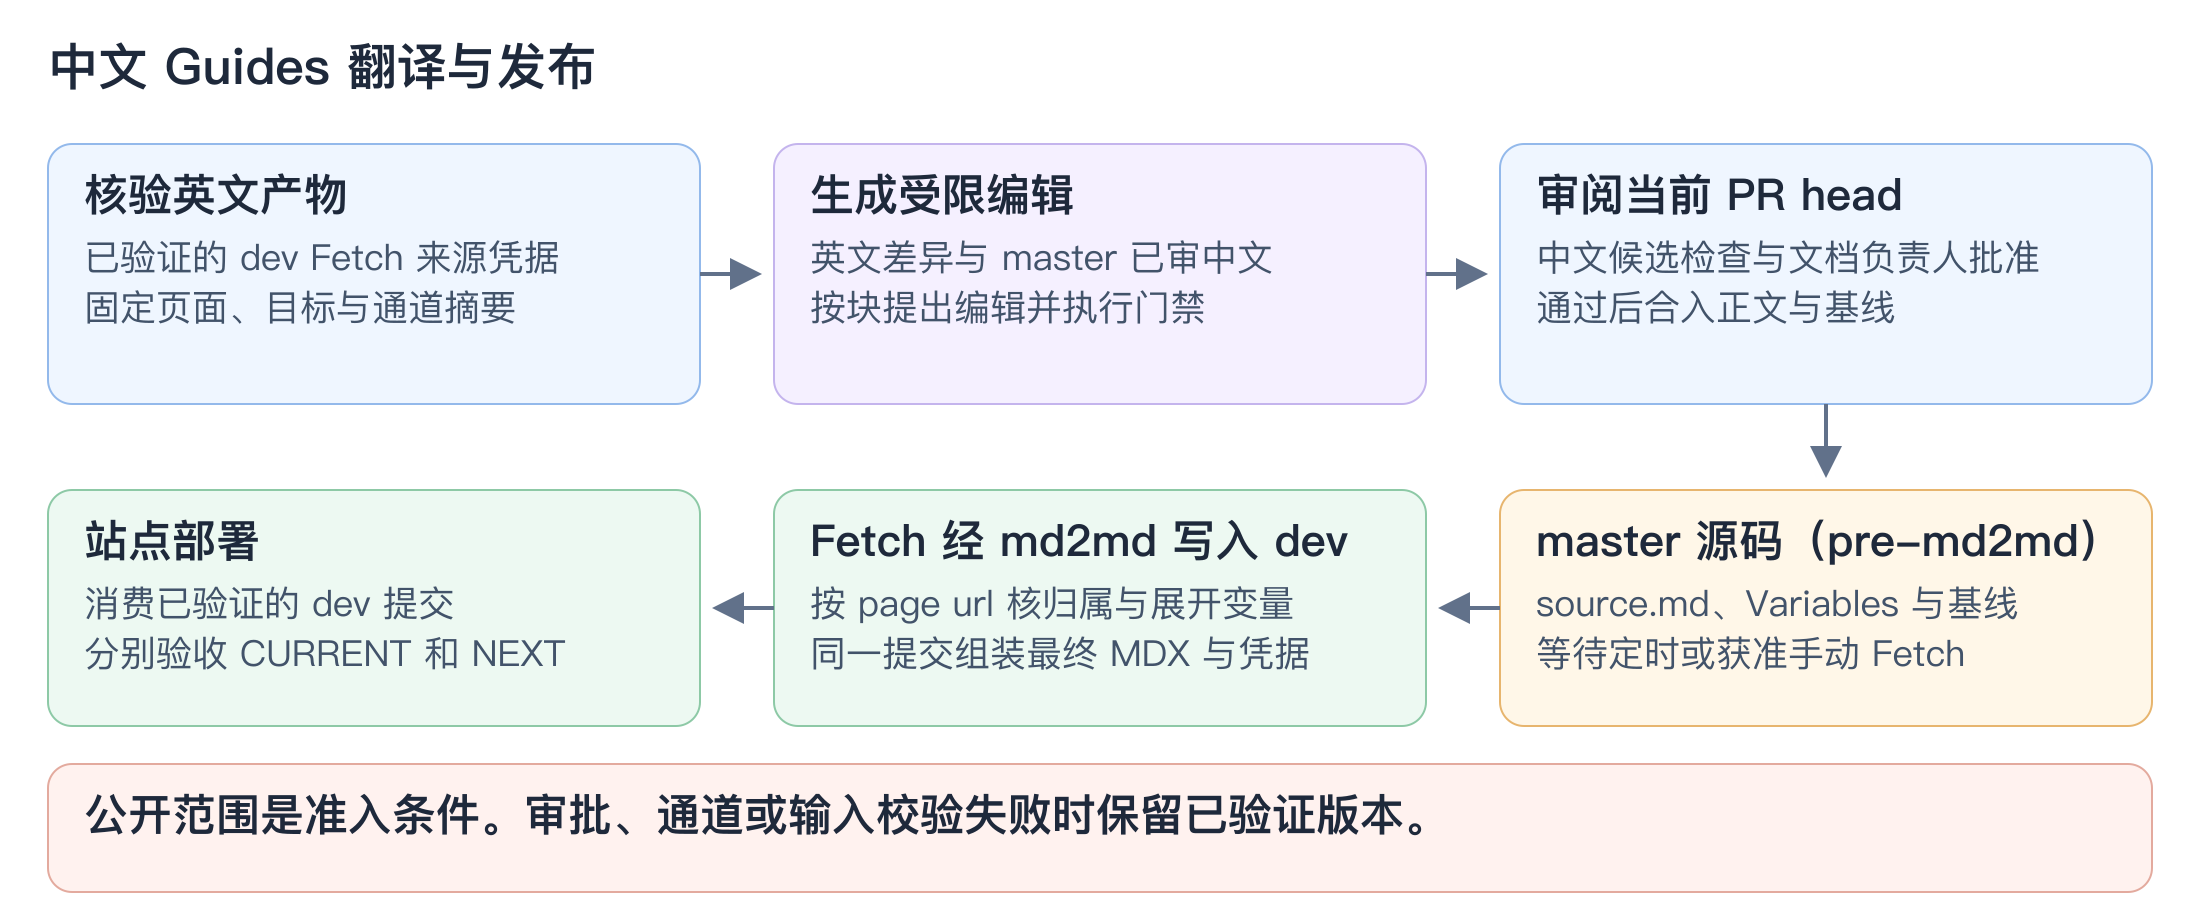 中文 Guides 翻译与发布
核验英文产物
已验证的 dev Fetch 来源凭据
固定页面、目标与通道摘要
生成受限编辑
英文差异与 master 已审中文
按块提出编辑并执行门禁
审阅当前 PR head
中文候选检查与文档负责人批准
通过后合入正文与基线
站点部署
消费已验证的 dev 提交
分别验收 CURRENT 和 NEXT
Fetch 经 md2md 写入 dev
按 page url 核归属与展开变量
同一提交组装最终 MDX 与凭据
master 源码（pre-md2md）
source.md、Variables 与基线
等待定时或获准手动 Fetch
公开范围是准入条件。审批、通道或输入校验失败时保留已验证版本。